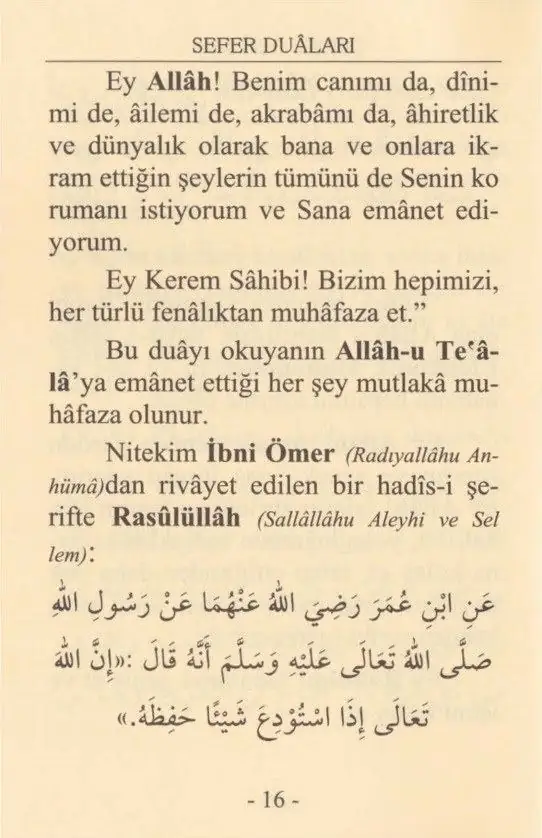 SEFER DUÂLARI
Ey Allâh! Benim canımı da, dîni-
mi de, âilemi de, akrabâmı da, âhiretlik
ve dünyalık olarak bana ve onlara ik-
ram ettiğin şeylerin tümünü de Senin ko
rumanı istiyorum ve Sana emânet edi-
yorum.
Ey Kerem Sâhibi! Bizim hepimizi,
her türlü fenâlıktan muhâfaza et.”
Bu duâyı okuyanın Allâh-u Te‛â-
lâ’ya emânet ettiği her şey mutlakâ mu-
hâfaza olunur.
Nitekim İbni Ömer (Radıyallâhu An-
hümâ)dan rivâyet edilen bir hadîs-i şe-
rifte Rasûlüllâh (Sallâllâhu Aleyhi ve Sel
lem):
عَنِ ابْنِ عُمَرَ رَضِيَ اللهُ عَنْهُمَا عَنْ رَسُولِ اللهِ
صَلَّى اللهُ تَعَالَى عَلَيْهِ وَسَلَّمَ أَنَّهُ قَالَ :«إِنَّ اللهَ
تَعَالَى إِذَا اسْتُوْدِعَ شَيْئًا حَفِظَهُ.»
- 16 -